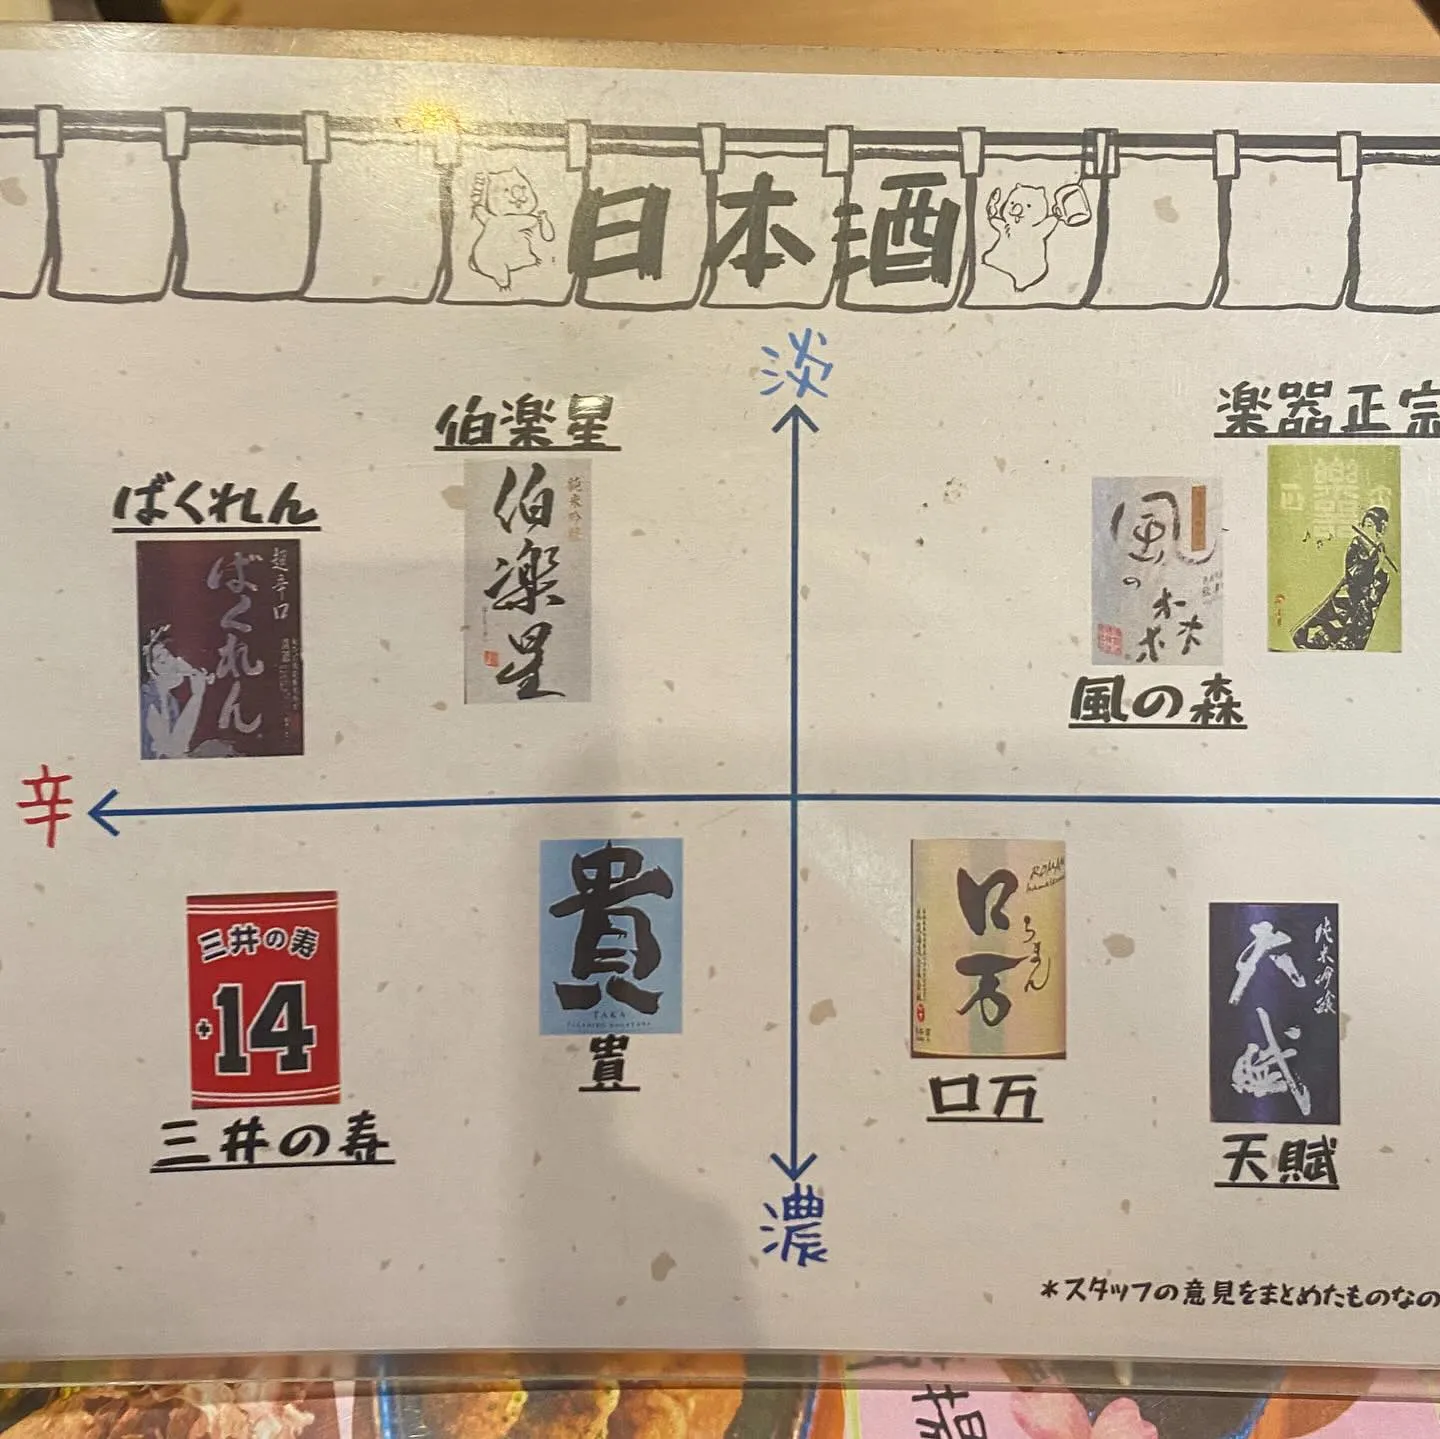 日本酒
淡
伯楽星
楽器正宗
ばくれん
純米吟醸
伯楽星
風の森
超辛口
ばくれん
風の森
辛
貴
TAKA
貴
口万
ROMAN
ろまん
三井の寿
+14
三井の寿
口万
純米吟醸
天賦
天賦
濃
*スタッフの意見をまとめたものなの